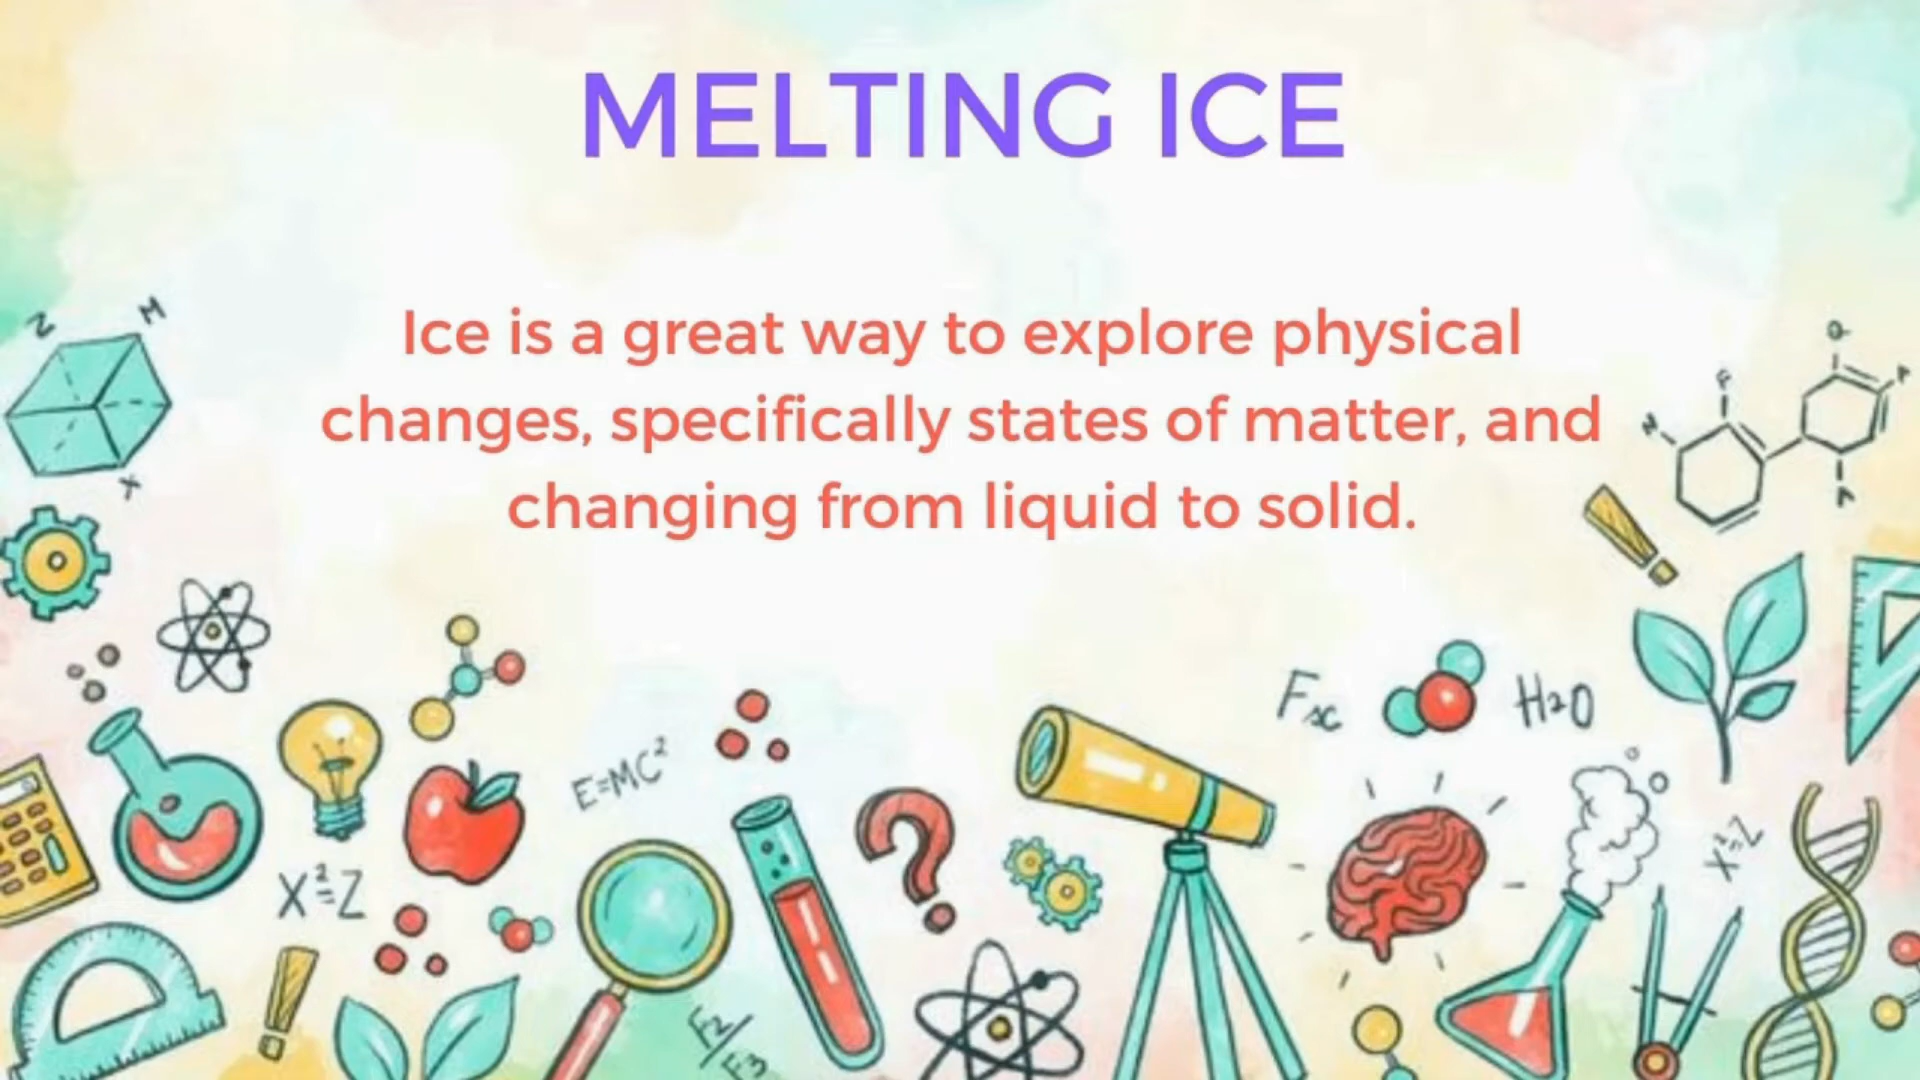 MELTING ICE
Ice is a great way to explore physical
changes, specifically states of matter, and
changing from liquid to solid.
Z
M
X
E=MC²
X²=Z
H2O